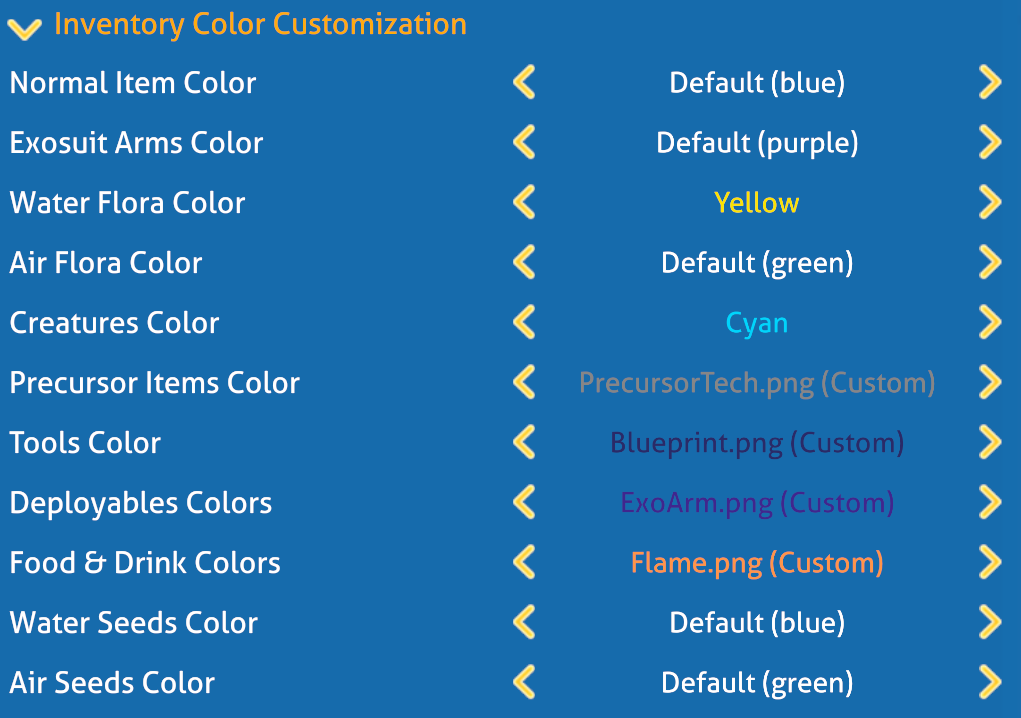 Inventory Color Customization
Normal Item Color Default (blue)
Exosuit Arms Color Default (purple)
Water Flora Color Yellow
Air Flora Color Default (green)
Creatures Color Cyan
Precursor Items Color PrecursorTech.png (Custom)
Tools Color Blueprint.png (Custom)
Deployables Colors ExoArm.png (Custom)
Food & Drink Colors Flame.png (Custom)
Water Seeds Color Default (blue)
Air Seeds Color Default (green)